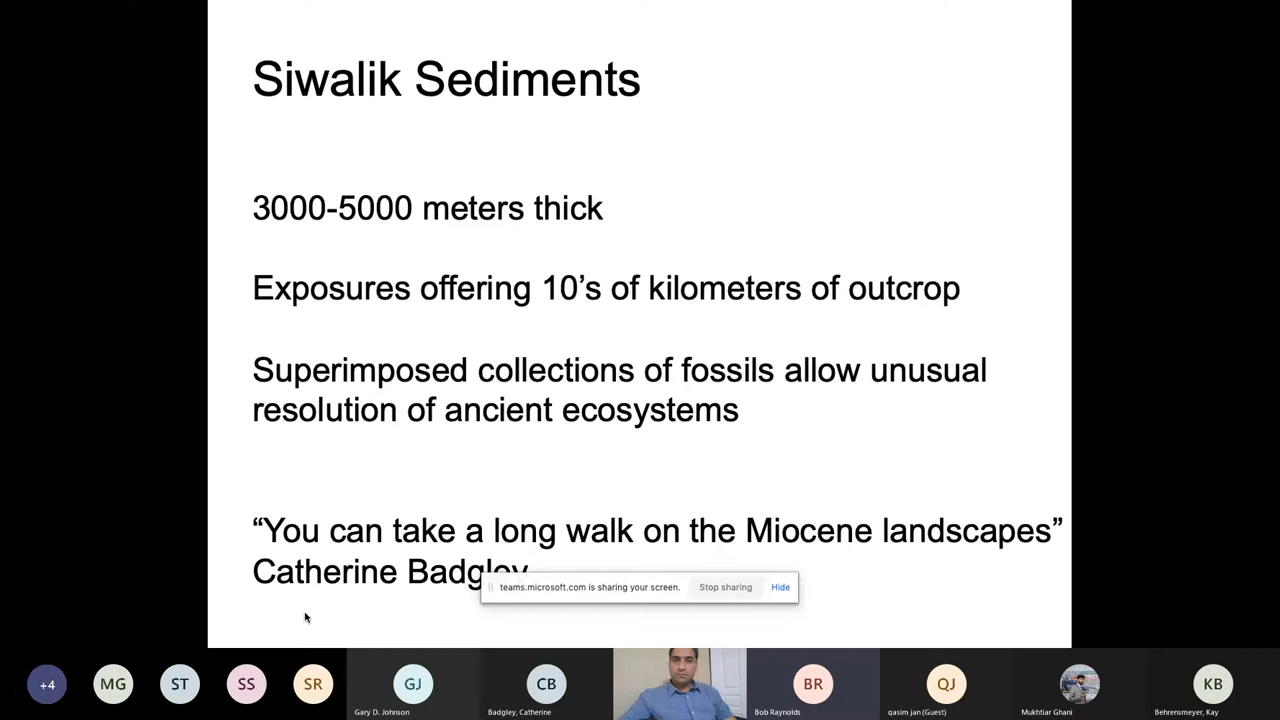 Siwalik Sediments
3000-5000 meters thick
Exposures offering 10’s of kilometers of outcrop
Superimposed collections of fossils allow unusual
resolution of ancient ecosystems
“You can take a long walk on the Miocene landscapes”
Catherine Badgley
teams.microsoft.com is sharing your screen. Stop sharing Hide
+4 MG ST SS SR GJ CB BR QJ KB
Gary D. Johnson Badgley, Catherine Bob Raynolds qasim jan (Guest) Mukhtiar Ghani Behrensmeyer, Kay